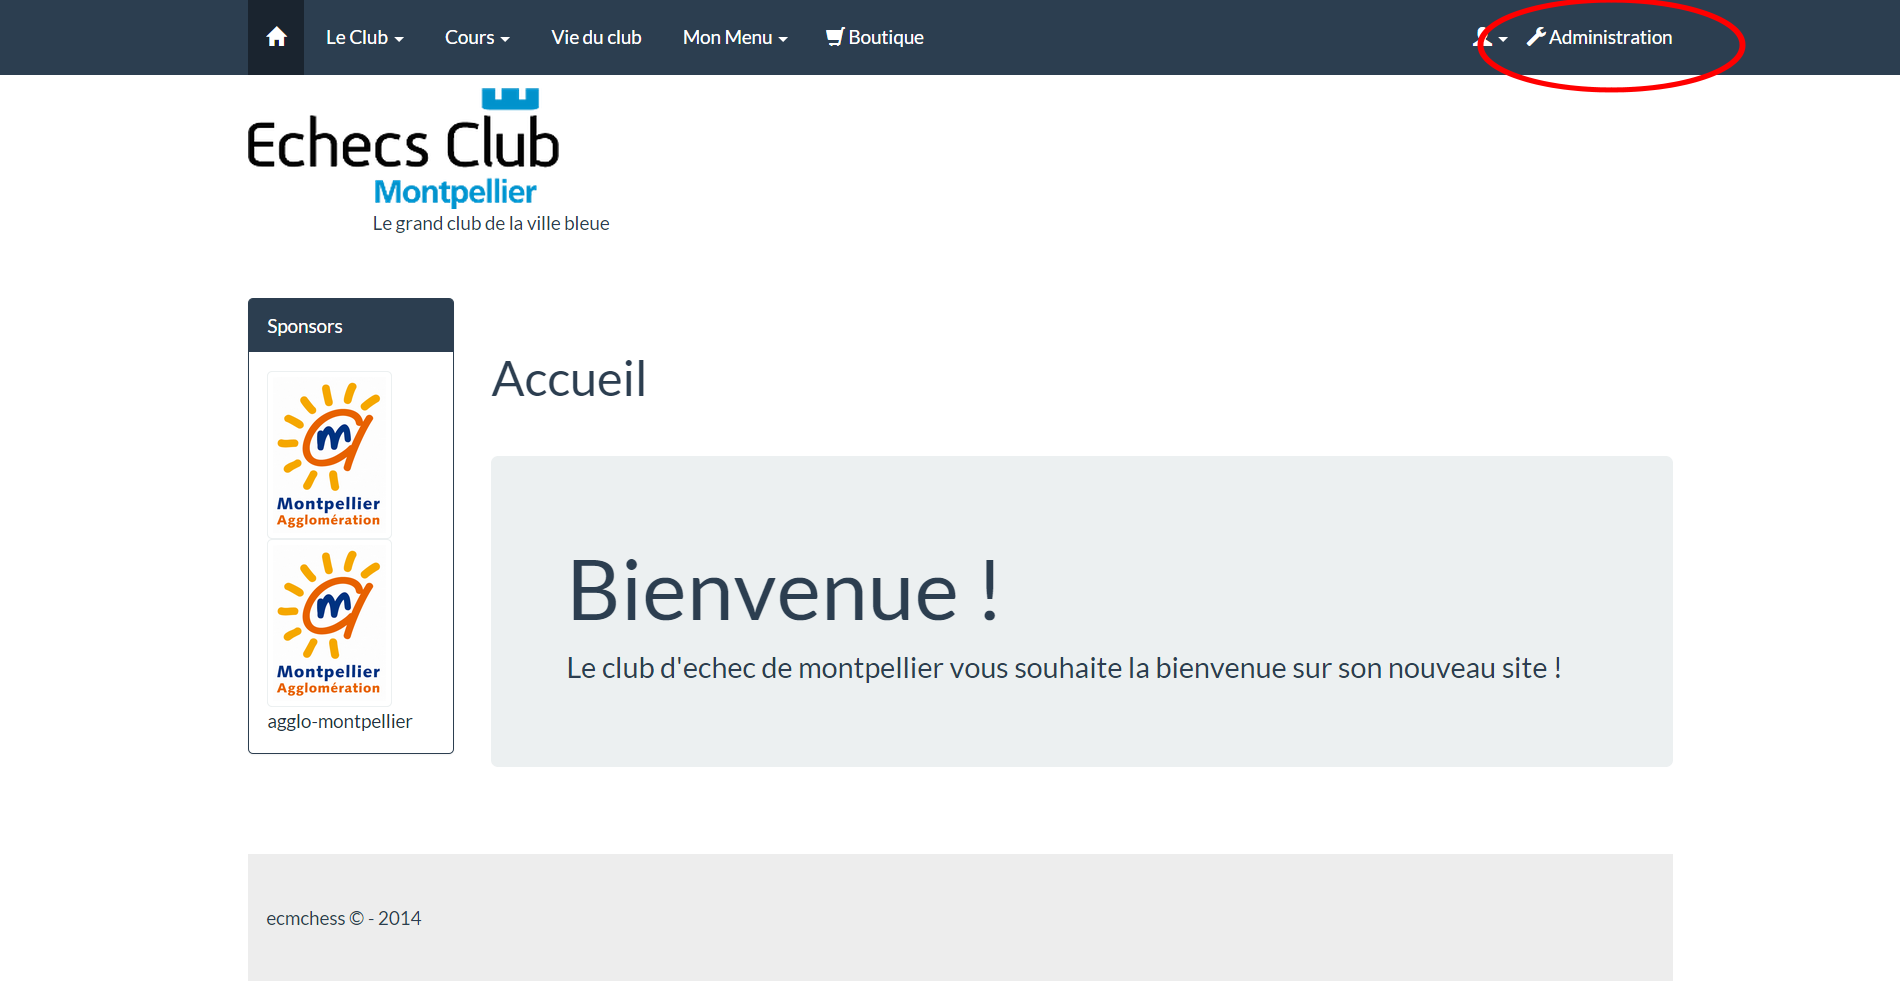 Le Club
Cours
Vie du club
Mon Menu
Boutique
Administration
Echecs Club
Montpellier
Le grand club de la ville bleue
Sponsors
Montpellier
Agglomération
Montpellier
Agglomération
agglo-montpellier
Accueil
Bienvenue !
Le club d'echec de montpellier vous souhaite la bienvenue sur son nouveau site !
ecmchess © - 2014